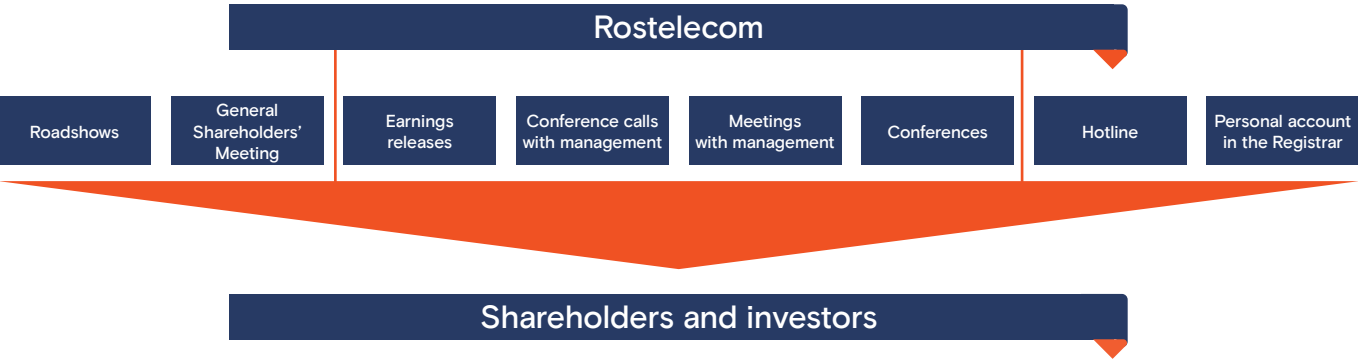 Rostelecom
Roadshows
General
Shareholders’
Meeting
Earnings
releases
Conference calls
with management
Meetings
with management
Conferences
Hotline
Personal account
in the Registrar
Shareholders and investors